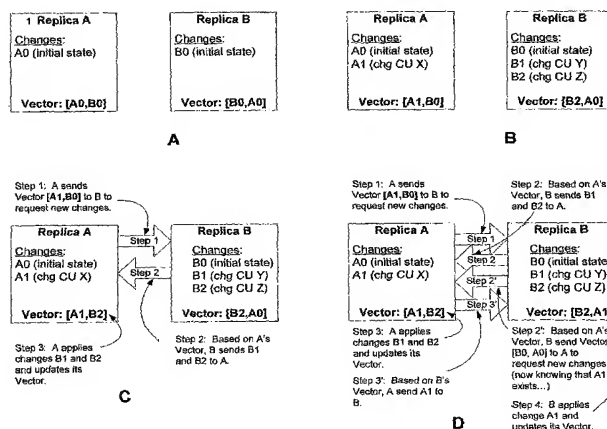 1 Replica A
Changes:
A0 (initial state)
Vector: [A0,B0]
Replica B
Changes:
B0 (initial state)
Vector: {B0,A0]
A
Replica A
Changes:
A0 (initial state)
A1 (chg CU X)
Vector: [A1,B0]
Replica B
Changes:
B0 (initial state)
B1 (chg CU Y)
B2 (chg CU Z)
Vector: {B2,A0]
B
Step 1: A sends
Vector [A1,B0] to B to
request new changes.
Replica A
Changes:
A0 (initial state)
A1 (chg CU X)
Vector: [A1,B2]
Step 1
Step 2
Replica B
Changes:
B0 (initial state)
B1 (chg CU Y)
B2 (chg CU Z)
Vector: [B2,A0]
Step 3: A applies
changes B1 and B2
and updates its
Vector.
Step 2: Based on A's
Vector, B sends B1
and B2 to A.
C
Step 1: A sends
Vector [A1,B0] to B to
request new changes.
Step 2: Based on A's
Vector, B sends B1
and B2 to A.
Replica A
Changes:
A0 (initial state)
A1 (chg CU X)
Vector: [A1,B2]
Step 1
Step 2
Step 2'
Step 3'
Replica B
Changes:
B0 (initial state
B1 (chg CU Y)
B2 (chg CU Z)
Vector: [B2,A1
Step 3: A applies
changes B1 and B2
and updates its
Vector.
Step 3': Based on B's
Vector, A send A1 to
B.
Step 2': Based on A's
Vector, B send Vector
[B0, A0] to A to
request new changes
(now knowing that A1
exists...)
Step 4: B applies
change A1 and
updates its Vector.
D